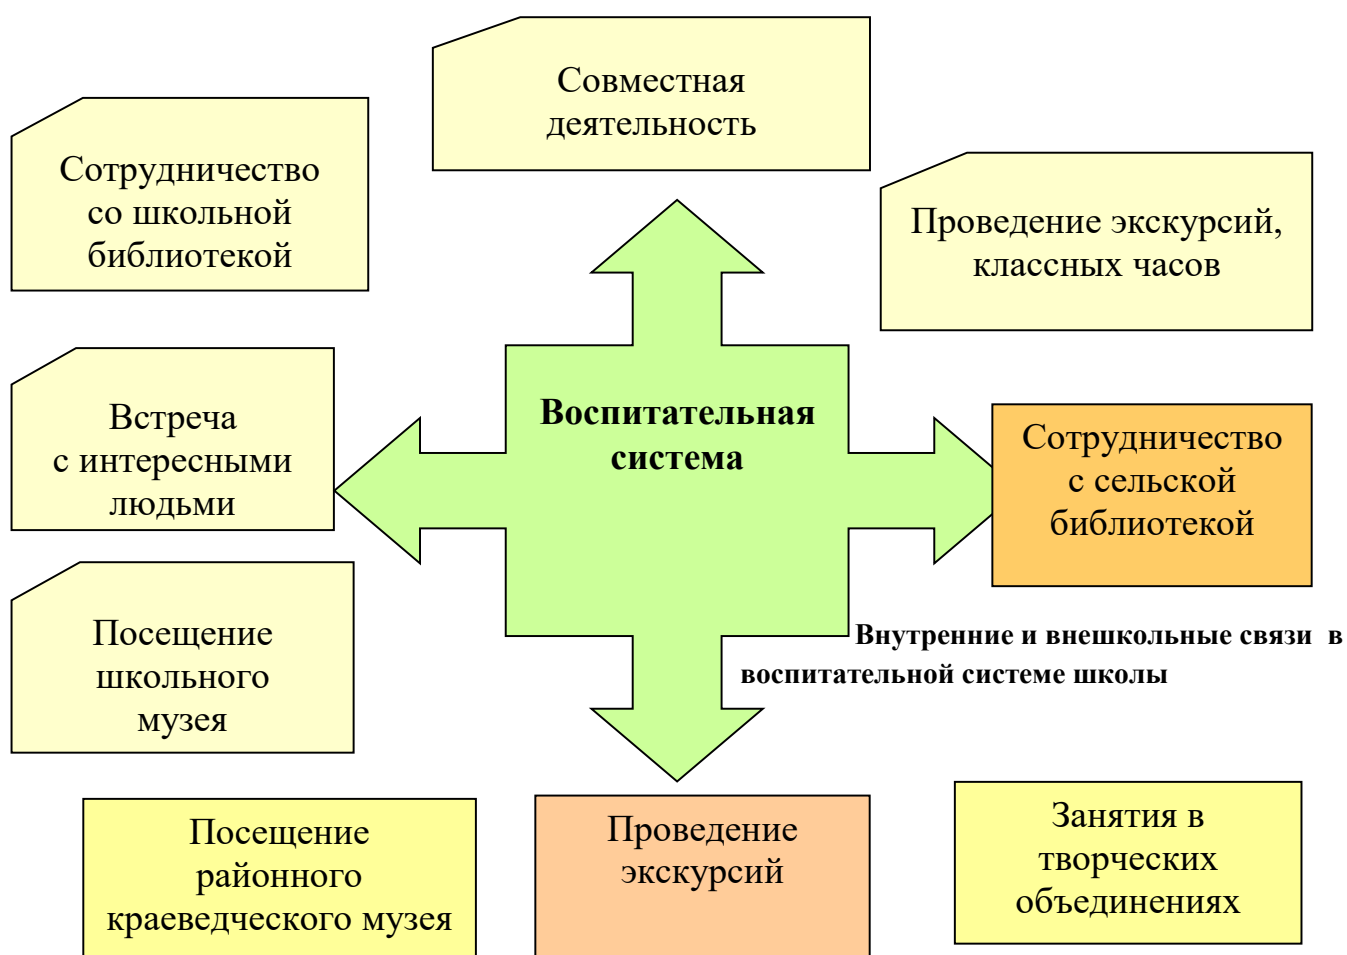 Совместная
деятельность
Сотрудничество
со школьной
библиотекой
Проведение экскурсий,
классных часов
Встреча
с интересными
людьми
Воспитательная
система
Сотрудничество
с сельской
библиотекой
Посещение
школьного
музея
Внутренние и внешкольные связи в
воспитательной системе школы
Посещение
районного
краеведческого музея
Проведение
экскурсий
Занятия в
творческих
объединениях